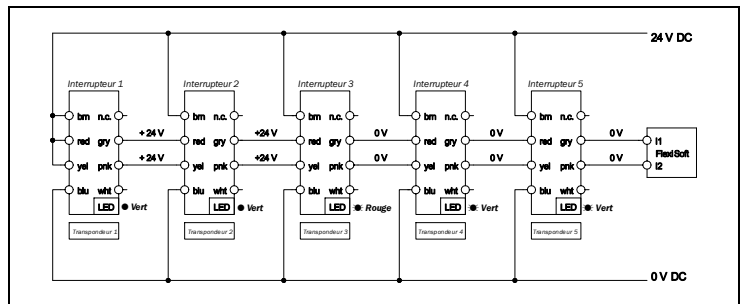 24 V DC
Interrupteur 1 Interrupteur 2 Interrupteur 3 Interrupteur 4 Interrupteur 5
brn n.c. brn n.c. brn n.c. brn n.c. brn n.c.
red gry + 24 V red gry +24 V red gry 0 V red gry 0 V red gry 0 V I1
FlexiSoft
yel pnk + 24 V yel pnk +24 V yel pnk 0 V yel pnk 0 V yel pnk 0 V I2
blu wht blu wht blu wht blu wht blu wht
LED Vert LED Vert LED Rouge LED Vert LED Vert
Transpondeur 1 Transpondeur 2 Transpondeur 3 Transpondeur 4 Transpondeur 5
0 V DC